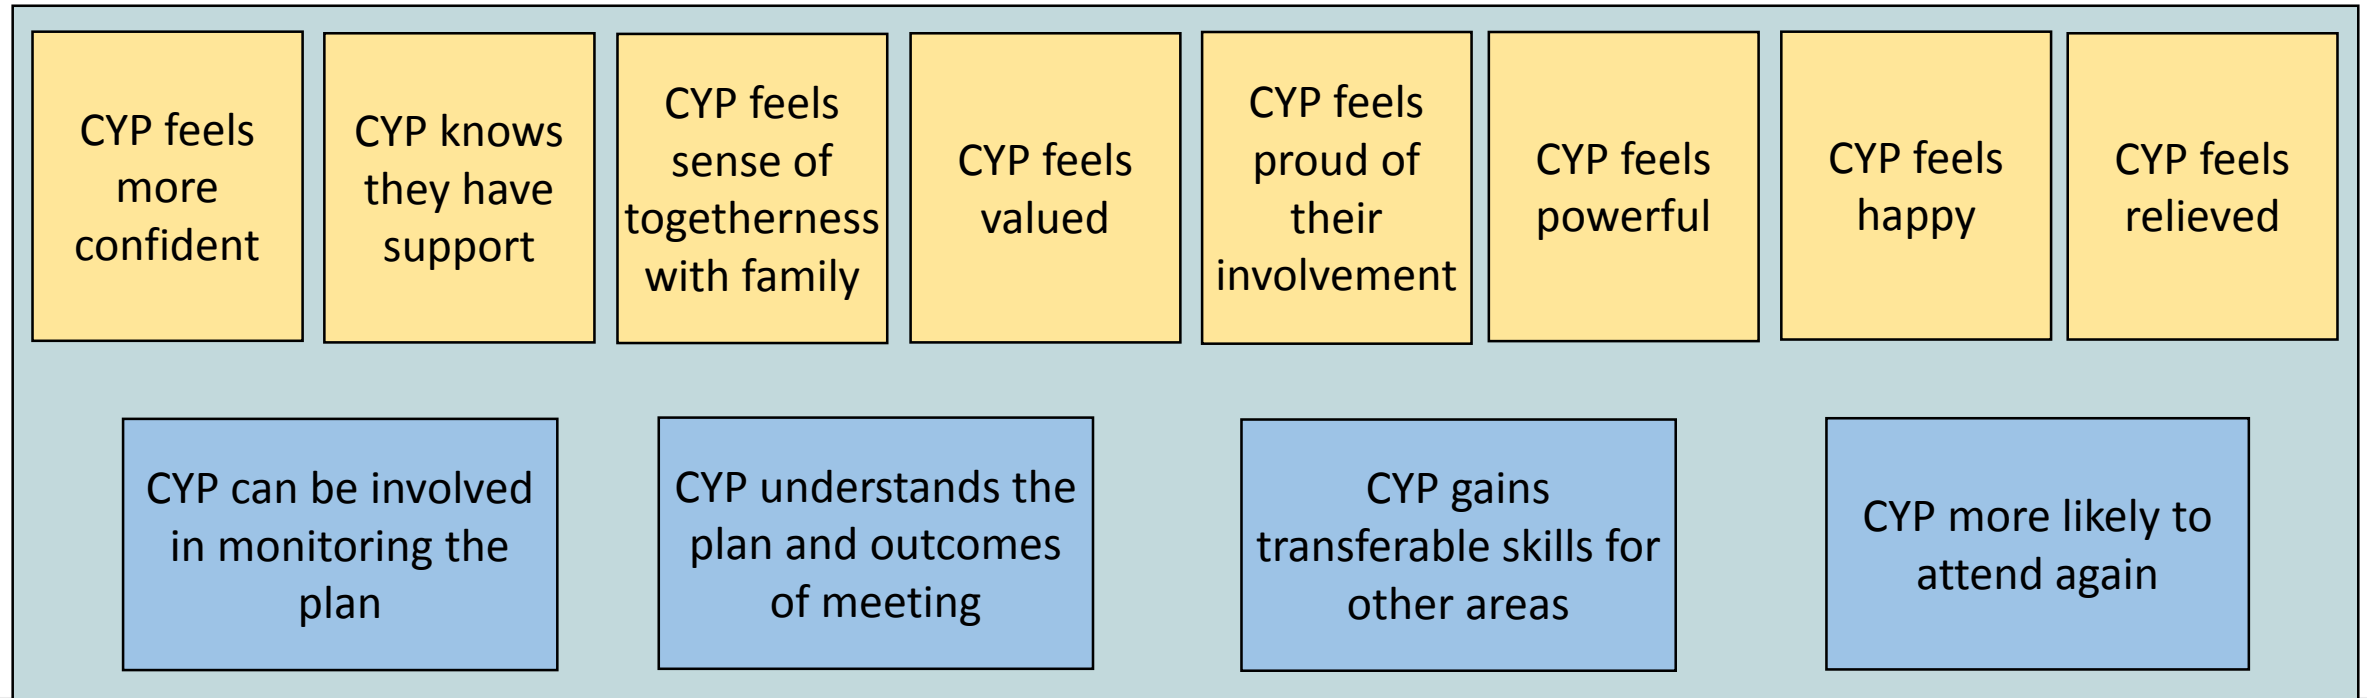 CYP feels
more
confident
CYP knows
they have
support
CYP feels
sense of
togetherness
with family
CYP feels
valued
CYP feels
proud of
their
involvement
CYP feels
powerful
CYP feels
happy
CYP feels
relieved
CYP can be involved
in monitoring the
plan
CYP understands the
plan and outcomes
of meeting
CYP gains
transferable skills for
other areas
CYP more likely to
attend again